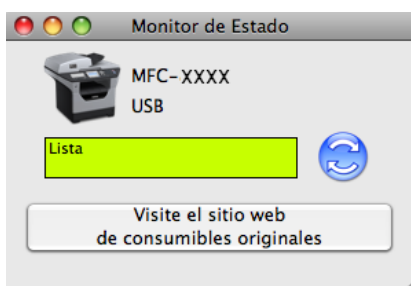 Monitor de Estado
MFC-XXXX
USB
Lista
Visite el sitio web
de consumibles originales